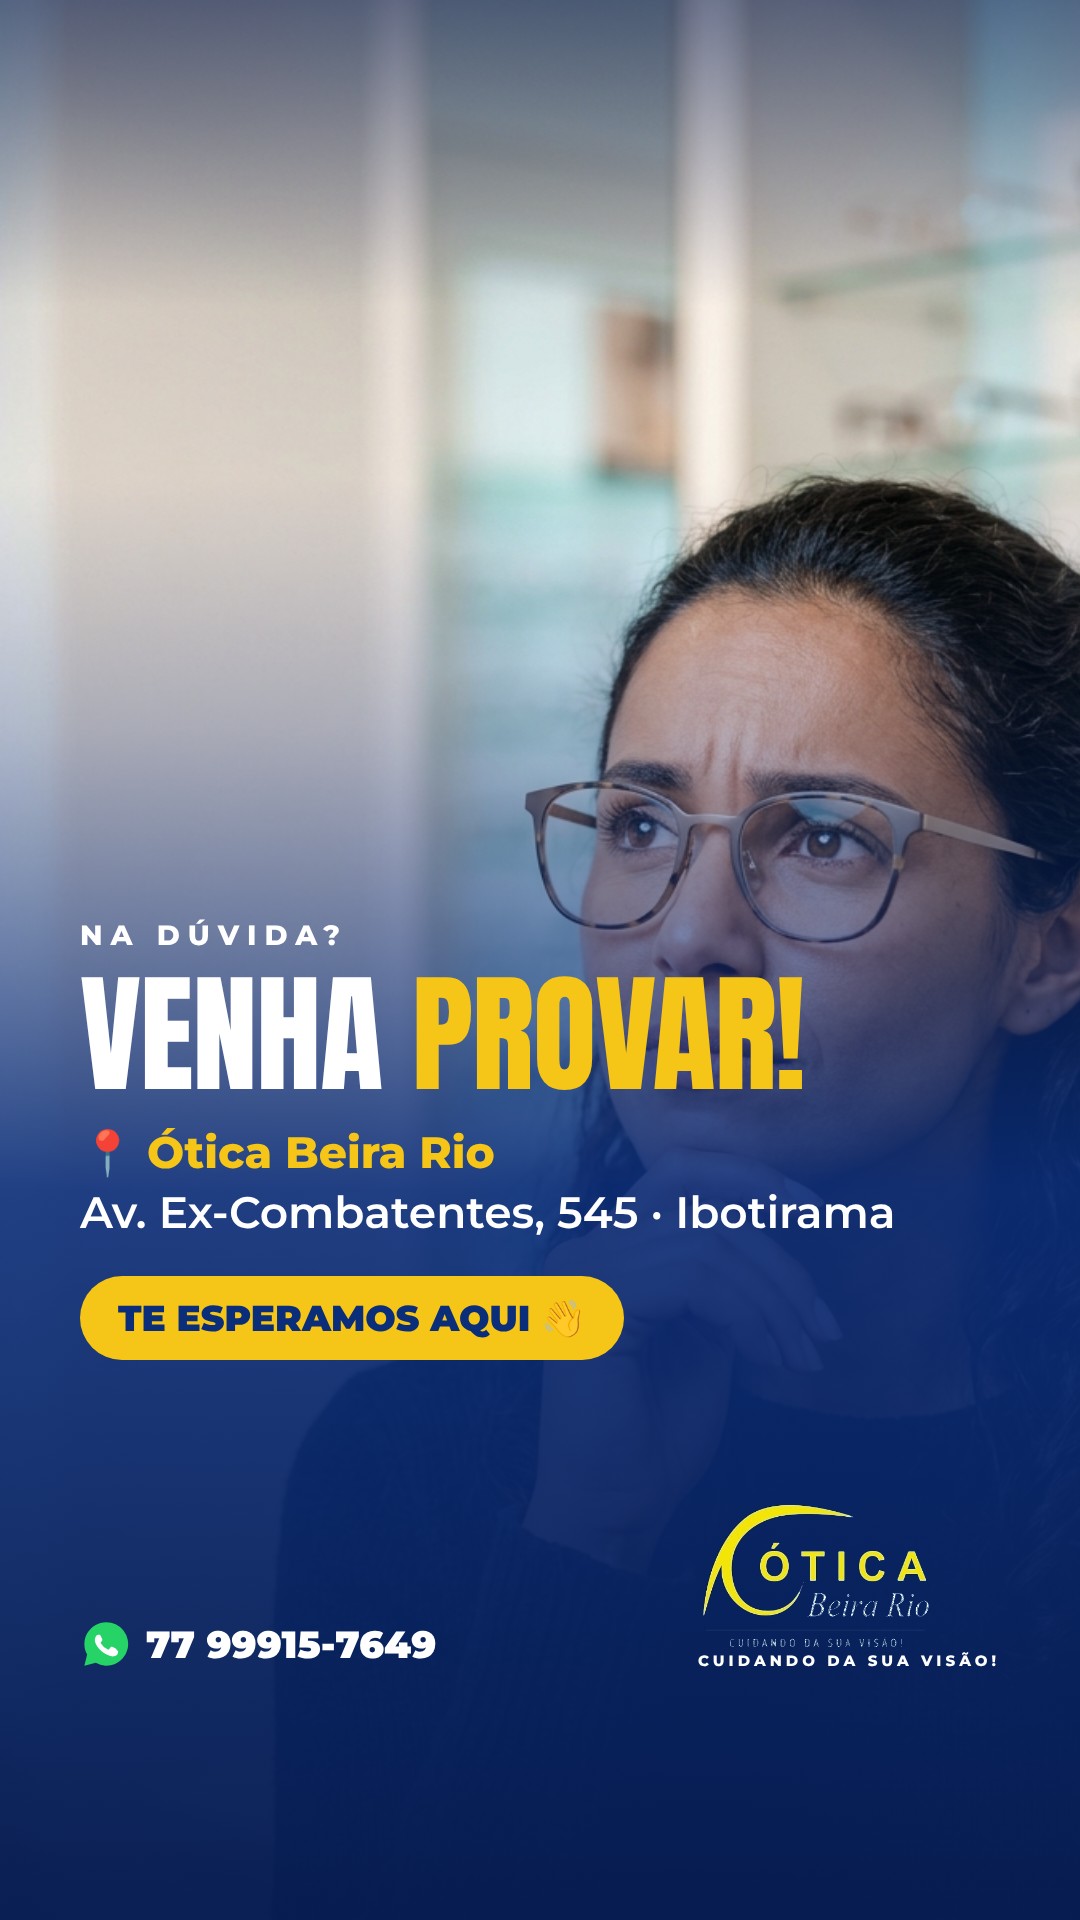 NA DÚVIDA?
VENHA PROVAR!
📍 Ótica Beira Rio
Av. Ex-Combatentes, 545 · Ibotirama
TE ESPERAMOS AQUI 👋
ÓTICA
Beira Rio
CUIDANDO DA SUA VISÃO!
CUIDANDO DA SUA VISÃO!
77 99915-7649